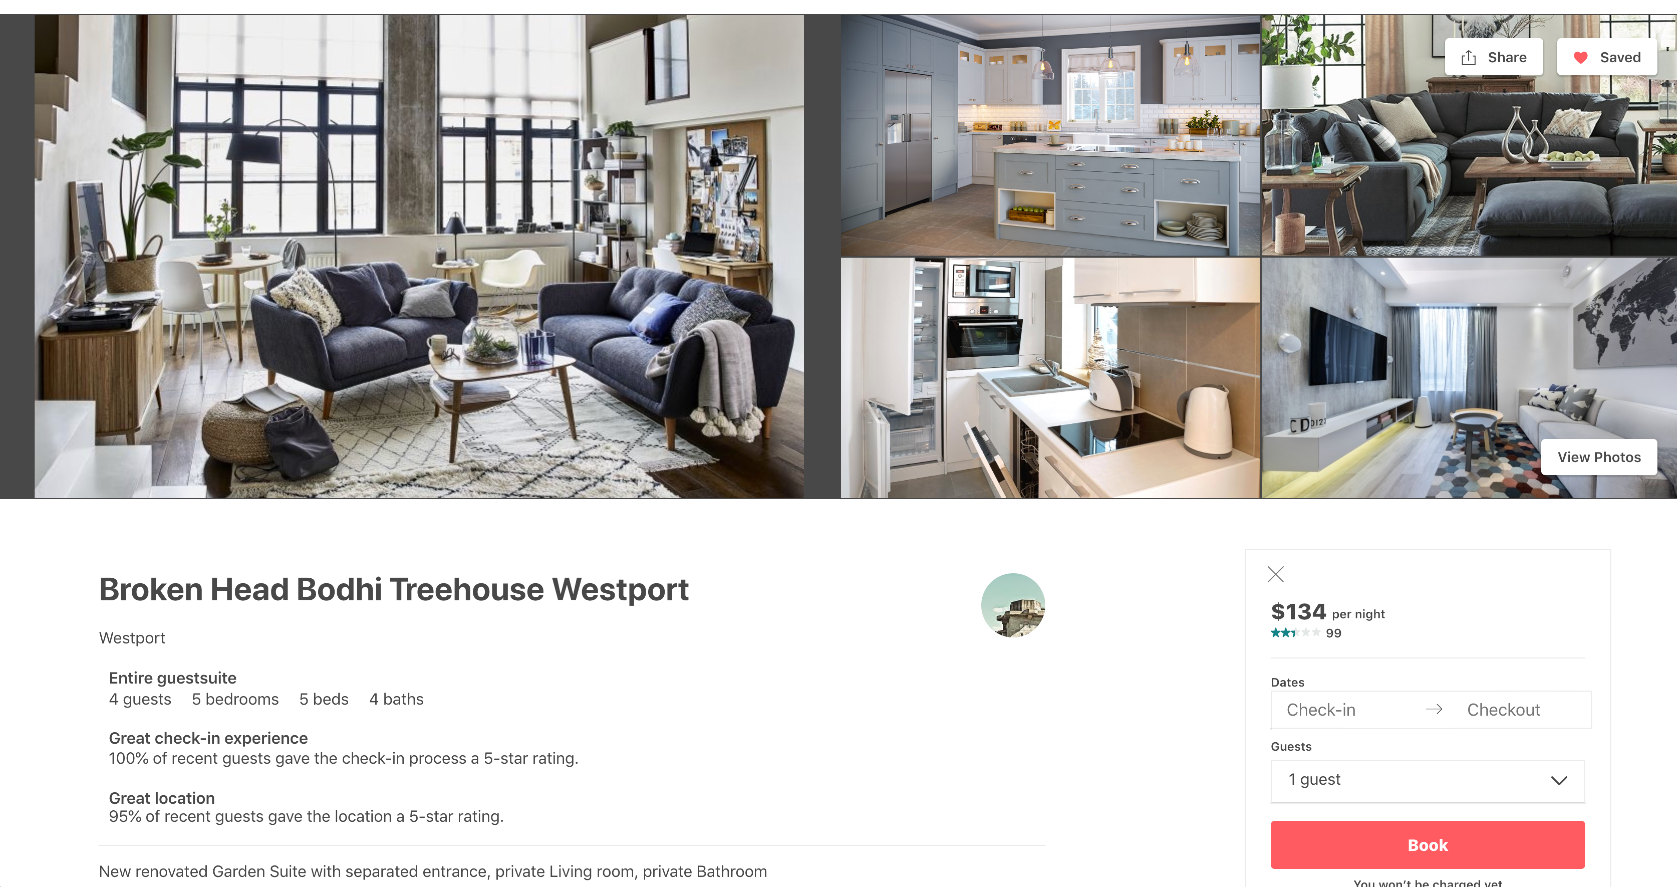 Share
Saved
View Photos
Broken Head Bodhi Treehouse Westport
Westport
Entire guestsuite
4 guests 5 bedrooms 5 beds 4 baths
Great check-in experience
100% of recent guests gave the check-in process a 5-star rating.
Great location
95% of recent guests gave the location a 5-star rating.
New renovated Garden Suite with separated entrance, private Living room, private Bathroom
$134 per night
99
Dates
Check-in → Checkout
Guests
1 guest
Book
You won't be charged yet